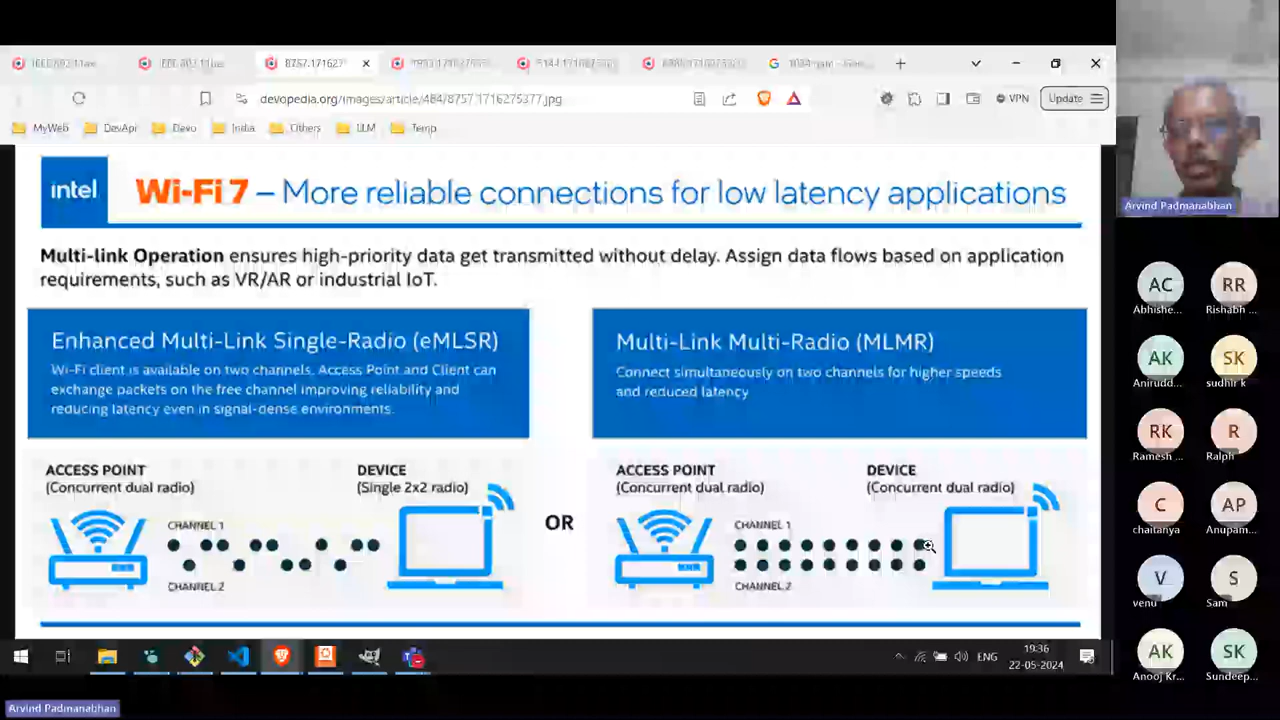 8757.171627
devopedia.org/images/article/484/8757.1716275377.jpg
VPN
Update
MyWeb
DevApi
Devo
India
Others
LLM
Temp
intel
Wi-Fi 7 – More reliable connections for low latency applications
Multi-link Operation ensures high-priority data get transmitted without delay. Assign data flows based on application
requirements, such as VR/AR or industrial IoT.
Enhanced Multi-Link Single-Radio (eMLSR)
Wi-Fi client is available on two channels. Access Point and Client can
exchange packets on the free channel improving reliability and
reducing latency even in signal-dense environments.
ACCESS POINT
(Concurrent dual radio)
DEVICE
(Single 2x2 radio)
CHANNEL 1
CHANNEL 2
OR
Multi-Link Multi-Radio (MLMR)
Connect simultaneously on two channels for higher speeds
and reduced latency
ACCESS POINT
(Concurrent dual radio)
DEVICE
(Concurrent dual radio)
CHANNEL 1
CHANNEL 2
ENG
19:36
22-05-2024
Arvind Padmanabhan
AC
Abhishe...
RR
Rishabh ...
AK
Anirudd...
SK
sudhir k
RK
Ramesh ...
R
Ralph
C
chaitanya
AP
Anupam...
V
venu
S
Sam
AK
Anooj Kr...
SK
Sundeep...
Arvind Padmanabhan